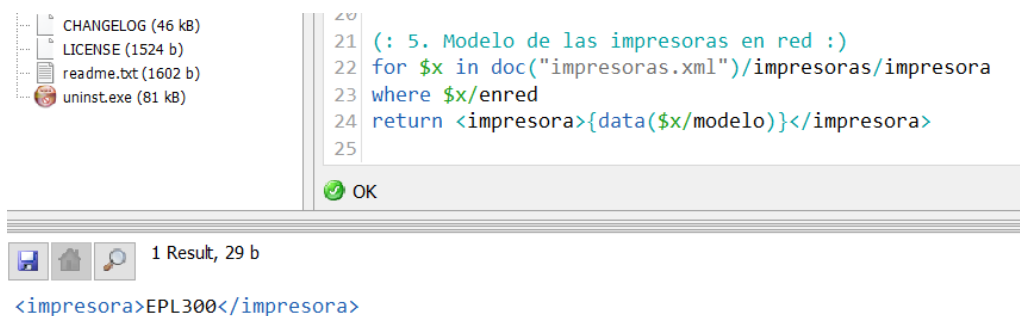 CHANGELOG (46 kB)
LICENSE (1524 b)
readme.txt (1602 b)
uninst.exe (81 kB)
20
21 (: 5. Modelo de las impresoras en red :)
22 for $x in doc("impresoras.xml")/impresoras/impresora
23 where $x/enred
24 return <impresora>{data($x/modelo)}</impresora>
25
OK
1 Result, 29 b
<impresora>EPL300</impresora>